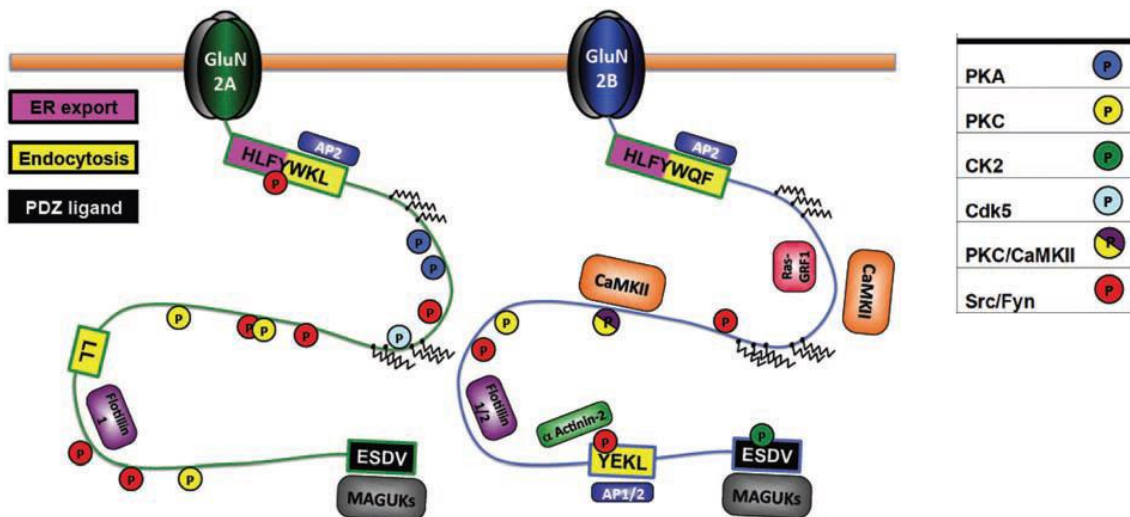 GluN
2A
GluN
2B
PKA P
PKC P
CK2 P
Cdk5 P
PKC/CaMKII P
Src/Fyn P
ER export
Endocytosis
PDZ ligand
AP2
HLFYWKL
P
P
P
P
P
P
P
P
P
P
LL
Flotillin
1
P
P
P
ESDV
MAGUKs
AP2
HLFYWQF
Ras-
GRF1
CaMKII
CaMKII
P
P
P
P
Flotillin
1/2
α Actinin-2
P
YEKL
AP1/2
P
ESDV
MAGUKs